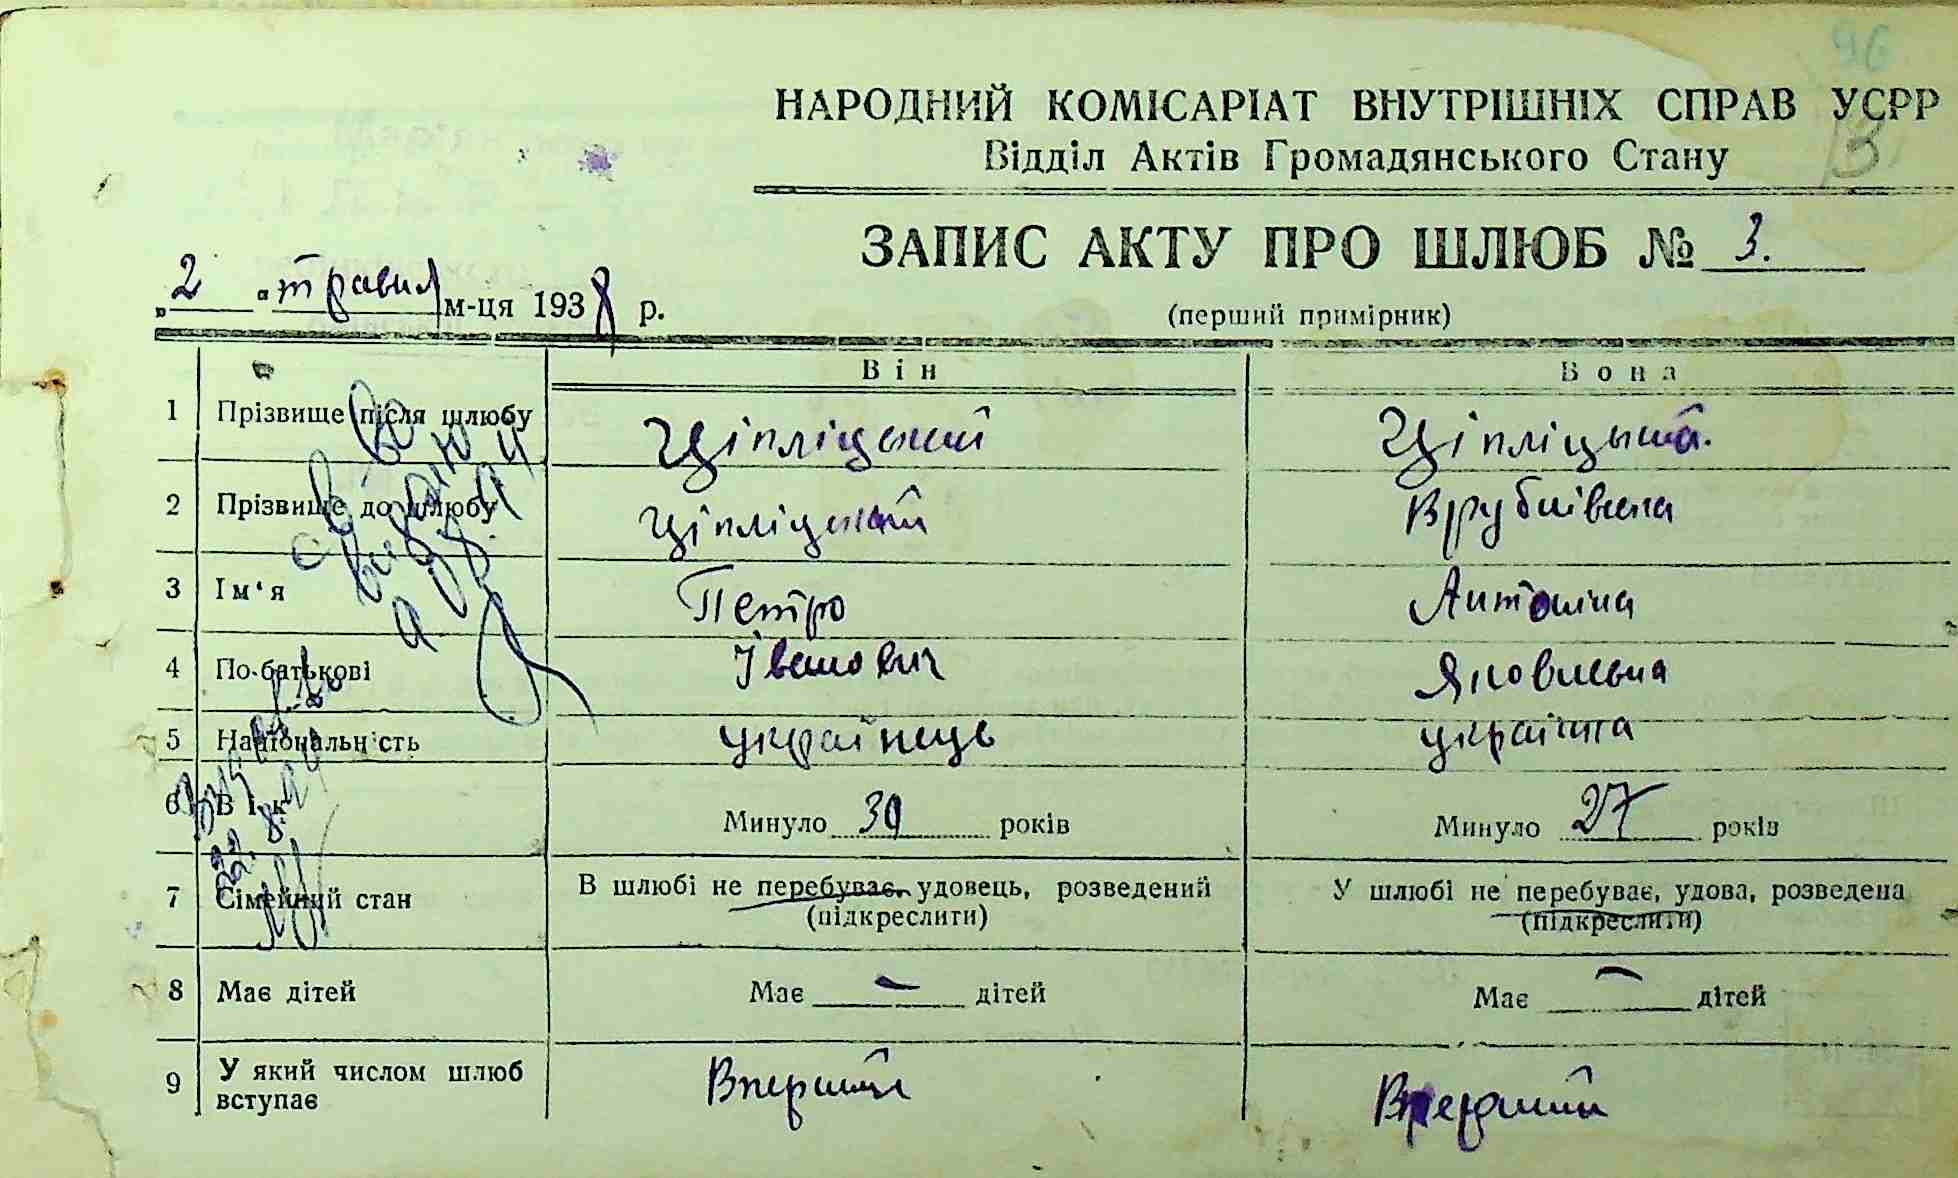 96
13
НАРОДНИЙ КОМІСАРІАТ ВНУТРІШНІХ СПРАВ УСРР
Відділ Актів Громадянського Стану
ЗАПИС АКТУ ПРО ШЛЮБ № 3.
„2" травня м-ця 1938 р.
(перший примірник)
Він Вона
1 Прізвище після шлюбу Ціпліцький Ціпліцька.
2 Прізвище до шлюбу Ціпліцький
3 Ім'я Петро Антоніна
4 По-батькові Іванович Яковлевна
5 Національність українець українка
6 Вік Минуло 30 років Минуло 27 років
7 Сімейний стан В шлюбі не перебуває, удовець, розведений У шлюбі не перебуває, удова, розведена
(підкреслити) (підкреслити)
8 Має дітей Має — дітей Має — дітей
9 У який числом шлюб Вперший Вперший
вступає